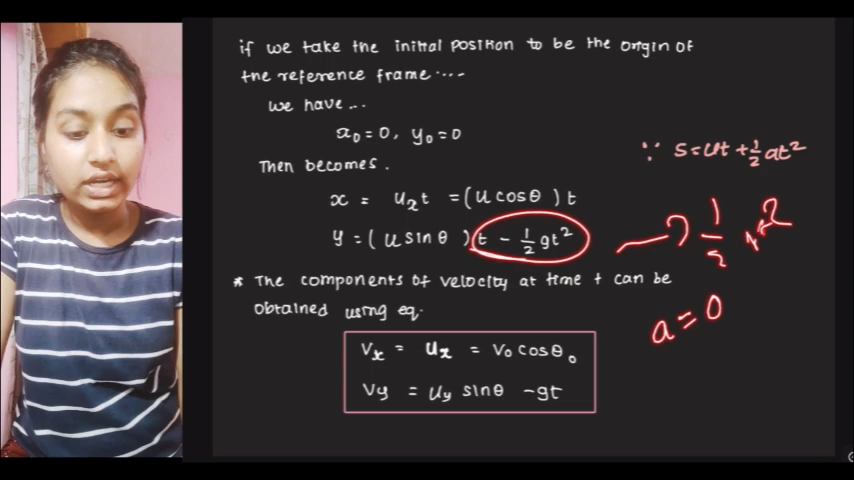 if we take the initial position to be the origin of
the reference frame....
we have...
x₀=0, y₀=0
Then becomes.
x = uₓt = (u cosθ) t
y = (u sinθ) t - ½gt²
* The components of velocity at time t can be
obtained using eq.
Vₓ = uₓ = V₀ cosθ₀
Vy = uy sinθ -gt
∵ s=ut+½at²
a=0